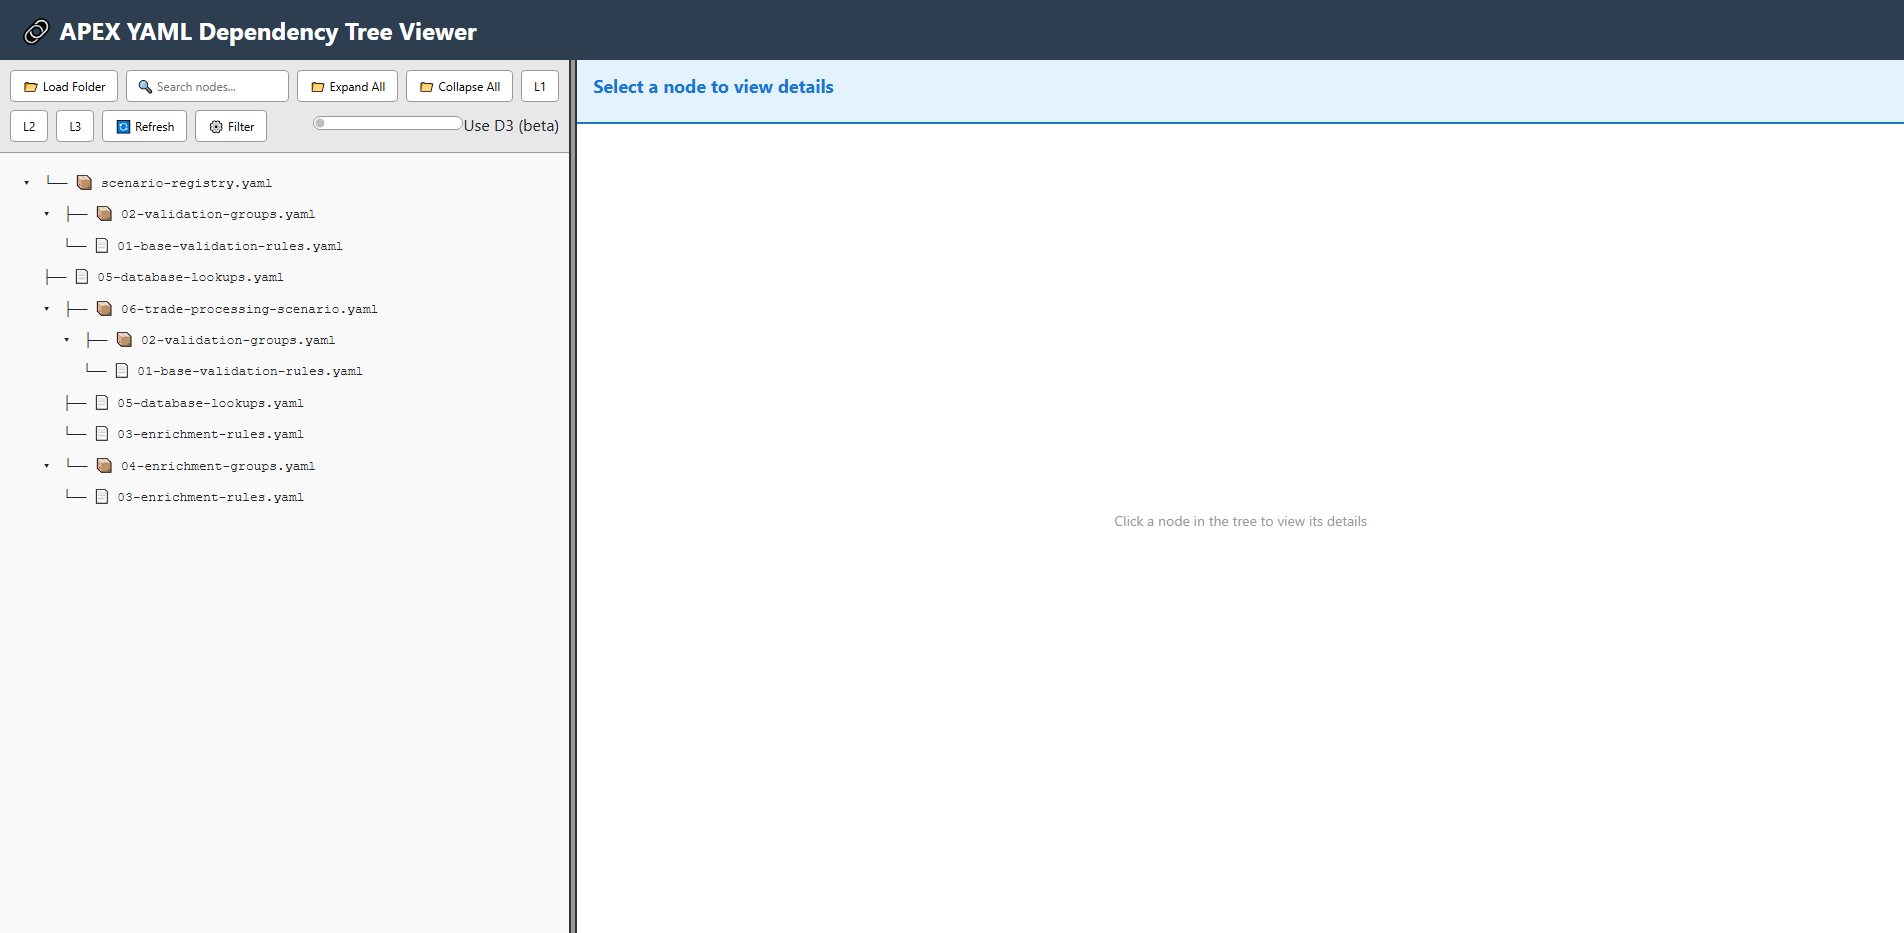 APEX YAML Dependency Tree Viewer
Load Folder
Search nodes...
Expand All
Collapse All
L1
L2
L3
Refresh
Filter
Use D3 (beta)
scenario-registry.yaml
02-validation-groups.yaml
01-base-validation-rules.yaml
05-database-lookups.yaml
06-trade-processing-scenario.yaml
02-validation-groups.yaml
01-base-validation-rules.yaml
05-database-lookups.yaml
03-enrichment-rules.yaml
04-enrichment-groups.yaml
03-enrichment-rules.yaml
Select a node to view details
Click a node in the tree to view its details